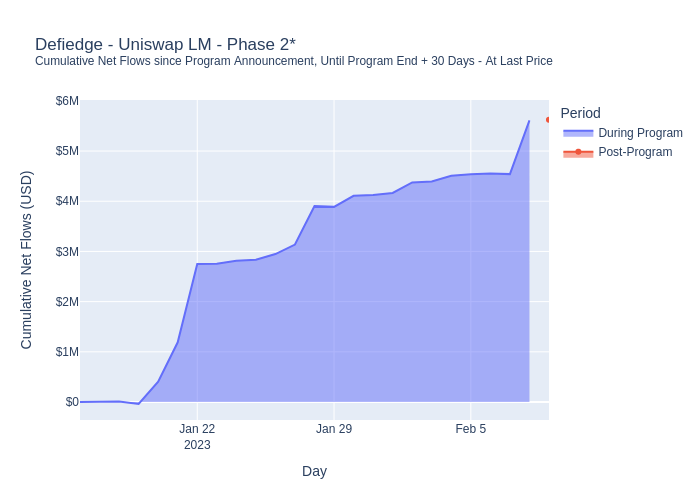 Defiedge - Uniswap LM - Phase 2*
Cumulative Net Flows since Program Announcement, Until Program End + 30 Days - At Last Price
Period
During Program
Post-Program
Cumulative Net Flows (USD)
$6M
$5M
$4M
$3M
$2M
$1M
$0
Jan 22
2023
Jan 29
Feb 5
Day